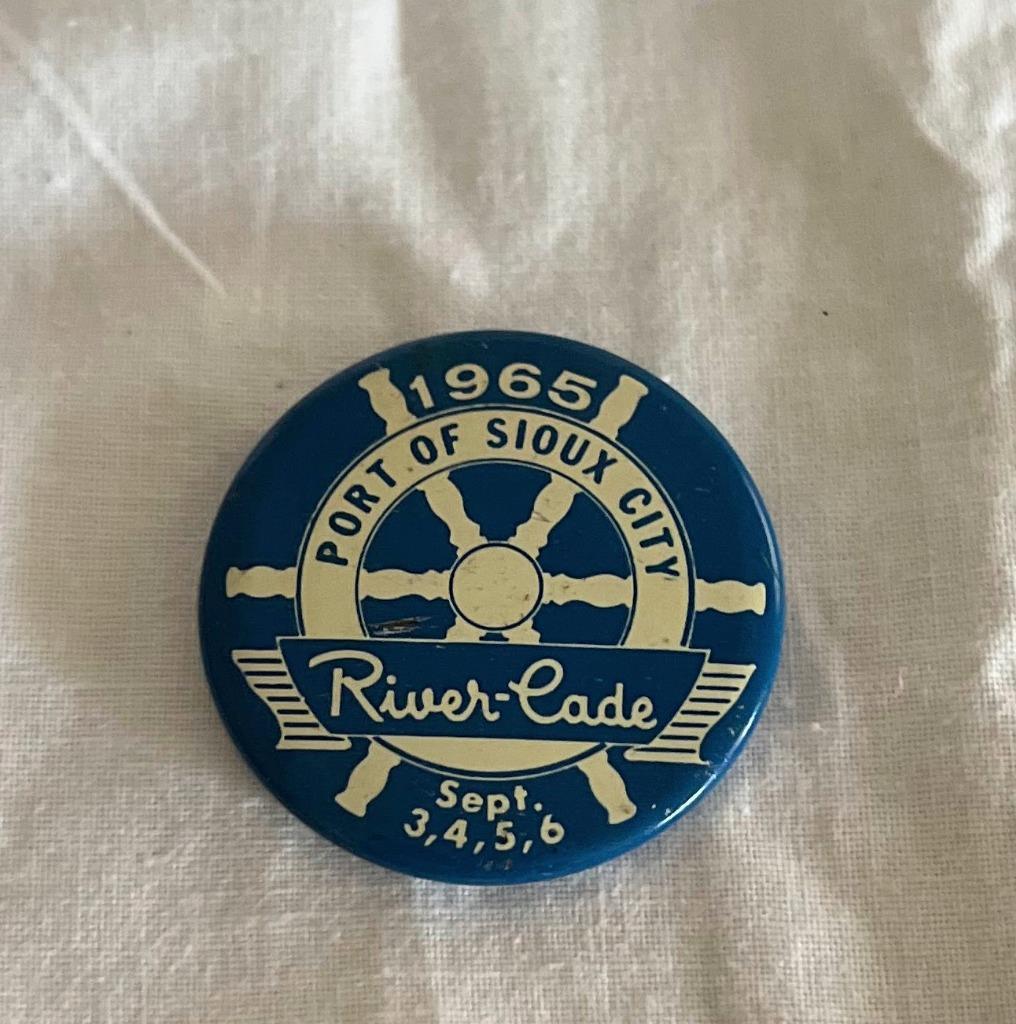 1965
PORT OF SIOUX CITY
River-Cade
Sept.
3,4,5,6